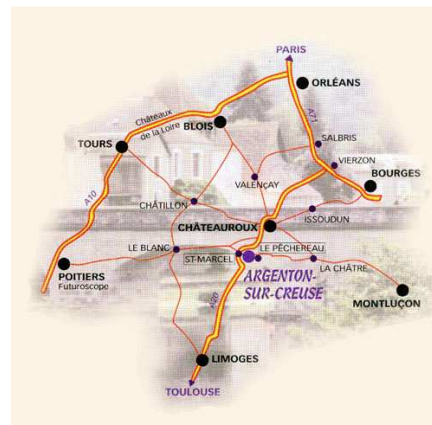 PARIS
ORLÉANS
Châteaux
de la Loire
BLOIS
A71
TOURS
SALBRIS
VIERZON
BOURGES
VALENÇAY
A10
CHÂTILLON
ISSOUDUN
CHÂTEAUROUX
LE BLANC
ST-MARCEL
LE PÊCHEREAU
POITIERS
Futuroscope
ARGENTON-
SUR-CREUSE
LA CHÂTRE
A20
MONTLUÇON
LIMOGES
TOULOUSE